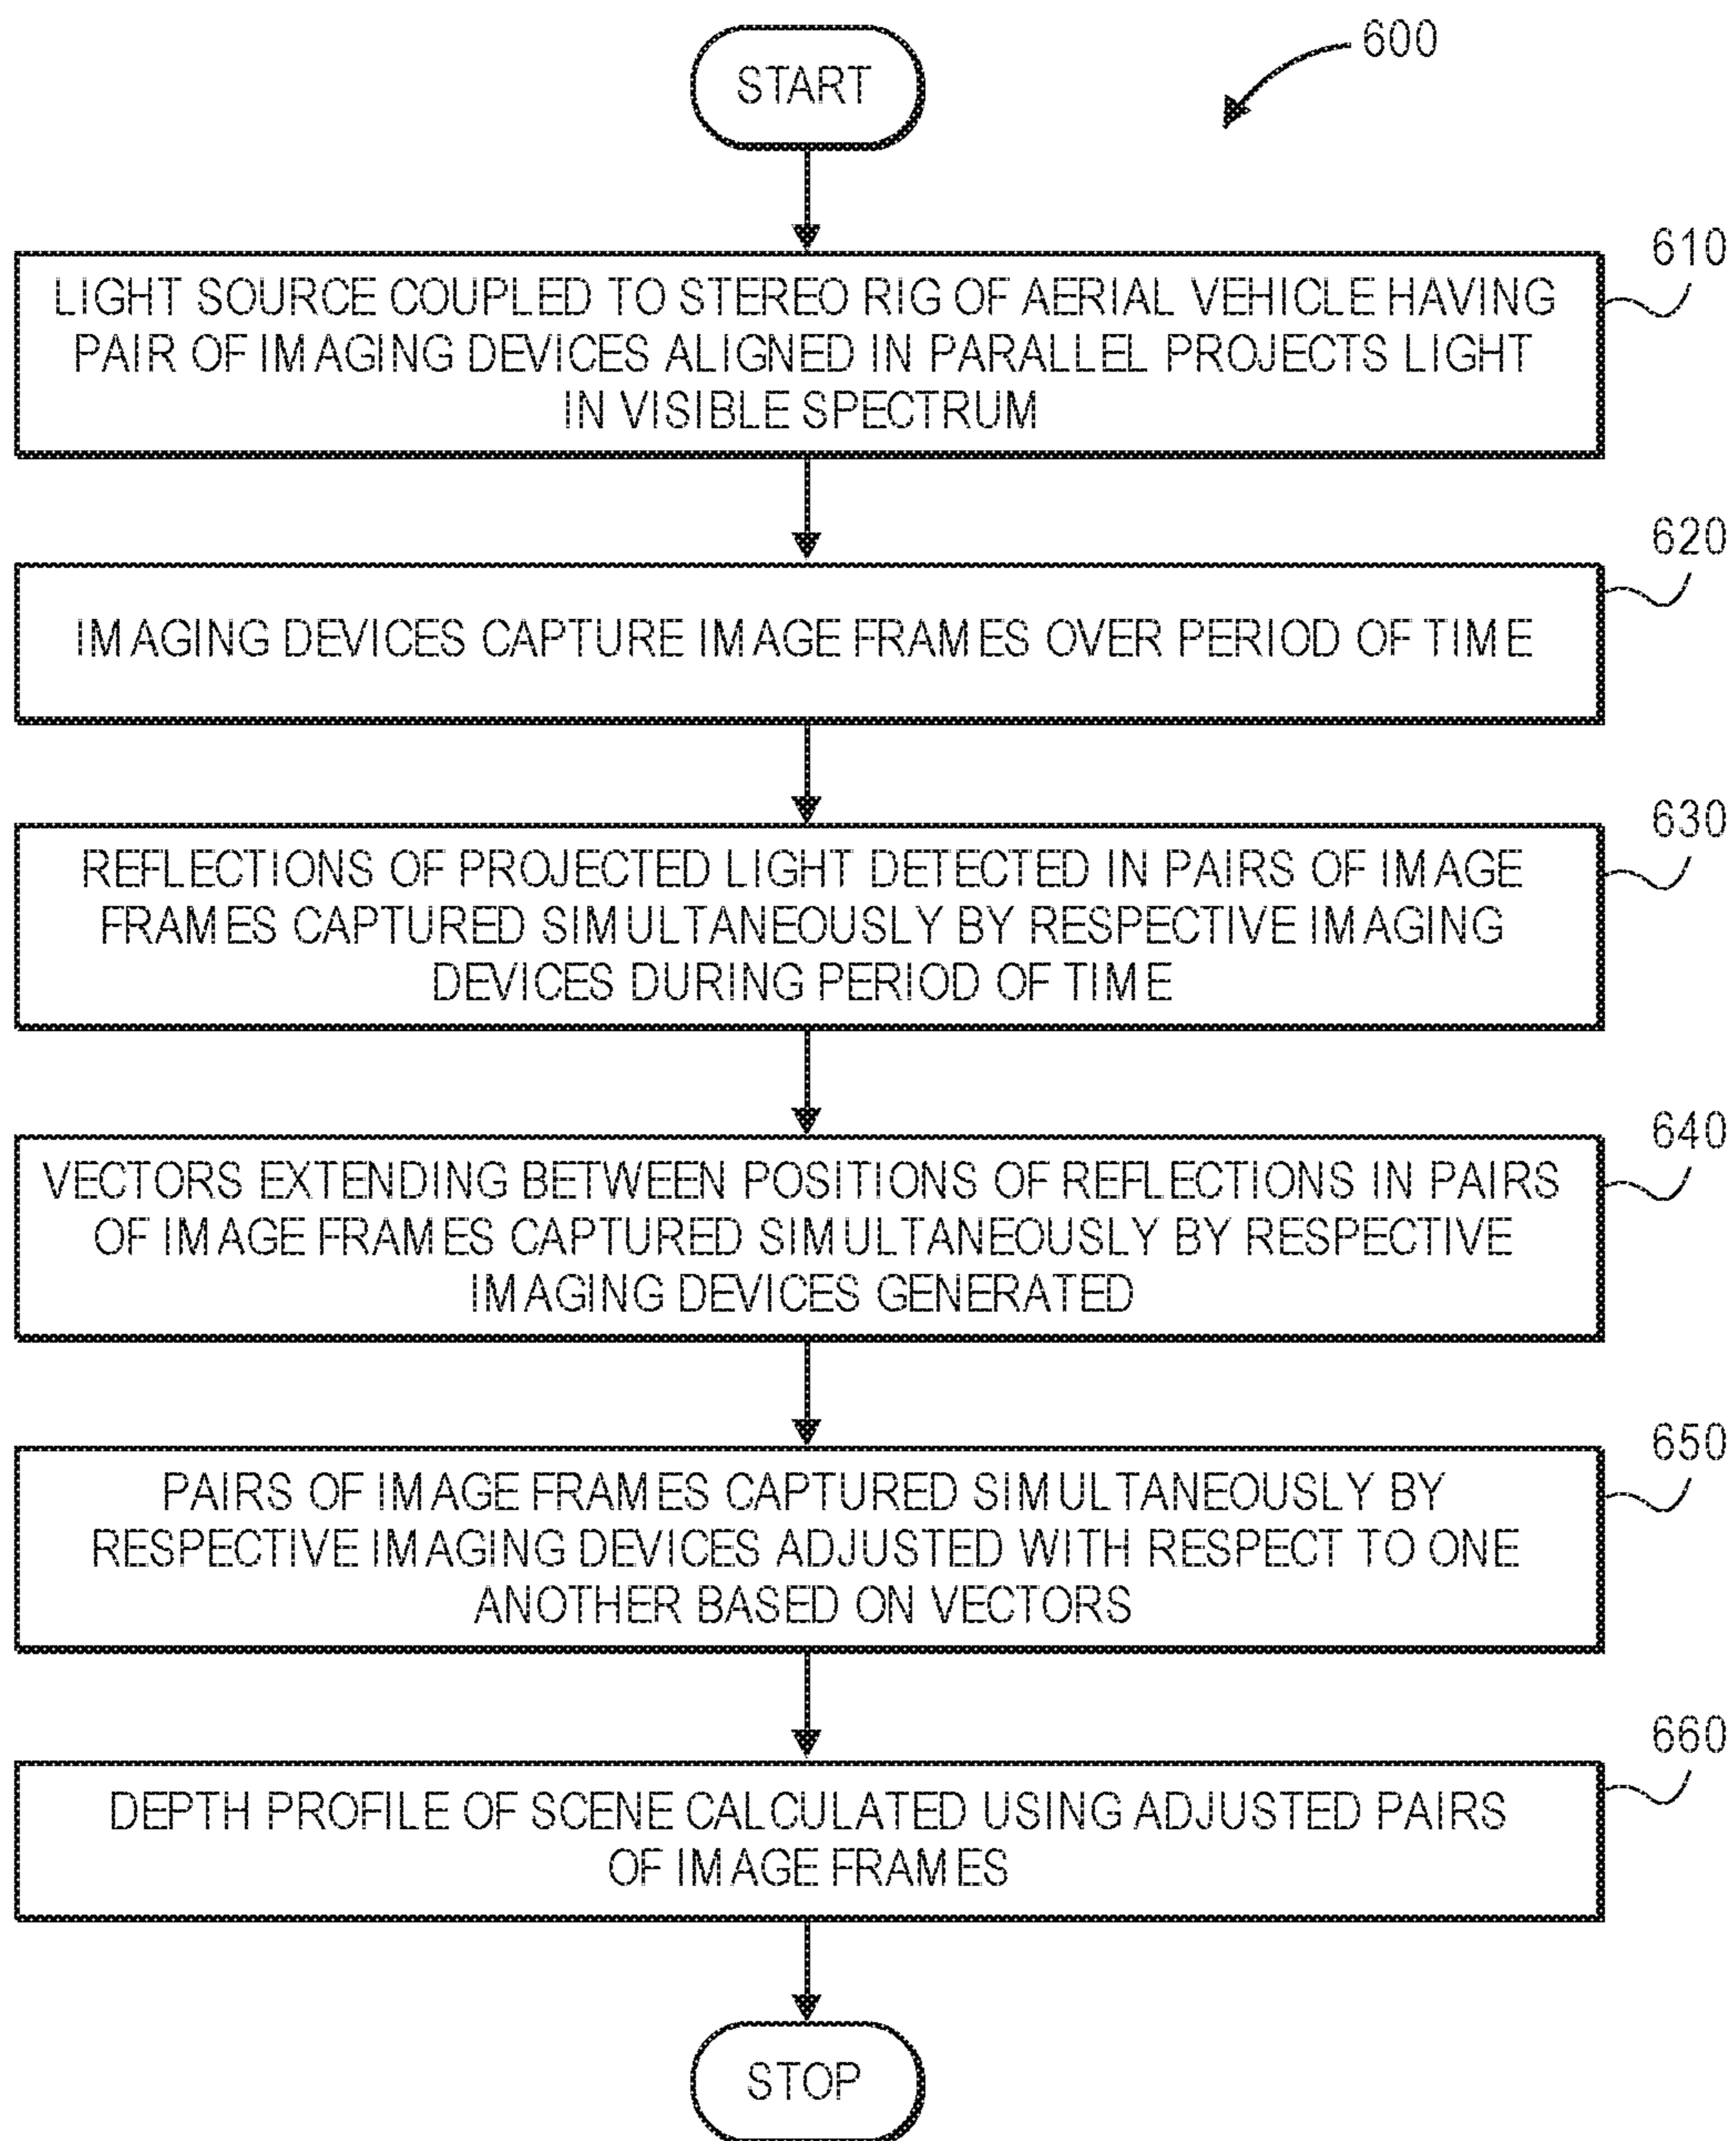 START
600
610
LIGHT SOURCE COUPLED TO STEREO RIG OF AERIAL VEHICLE HAVING
PAIR OF IMAGING DEVICES ALIGNED IN PARALLEL PROJECTS LIGHT
IN VISIBLE SPECTRUM
620
IMAGING DEVICES CAPTURE IMAGE FRAMES OVER PERIOD OF TIME
630
REFLECTIONS OF PROJECTED LIGHT DETECTED IN PAIRS OF IMAGE
FRAMES CAPTURED SIMULTANEOUSLY BY RESPECTIVE IMAGING
DEVICES DURING PERIOD OF TIME
640
VECTORS EXTENDING BETWEEN POSITIONS OF REFLECTIONS IN PAIRS
OF IMAGE FRAMES CAPTURED SIMULTANEOUSLY BY RESPECTIVE
IMAGING DEVICES GENERATED
650
PAIRS OF IMAGE FRAMES CAPTURED SIMULTANEOUSLY BY
RESPECTIVE IMAGING DEVICES ADJUSTED WITH RESPECT TO ONE
ANOTHER BASED ON VECTORS
660
DEPTH PROFILE OF SCENE CALCULATED USING ADJUSTED PAIRS
OF IMAGE FRAMES
STOP